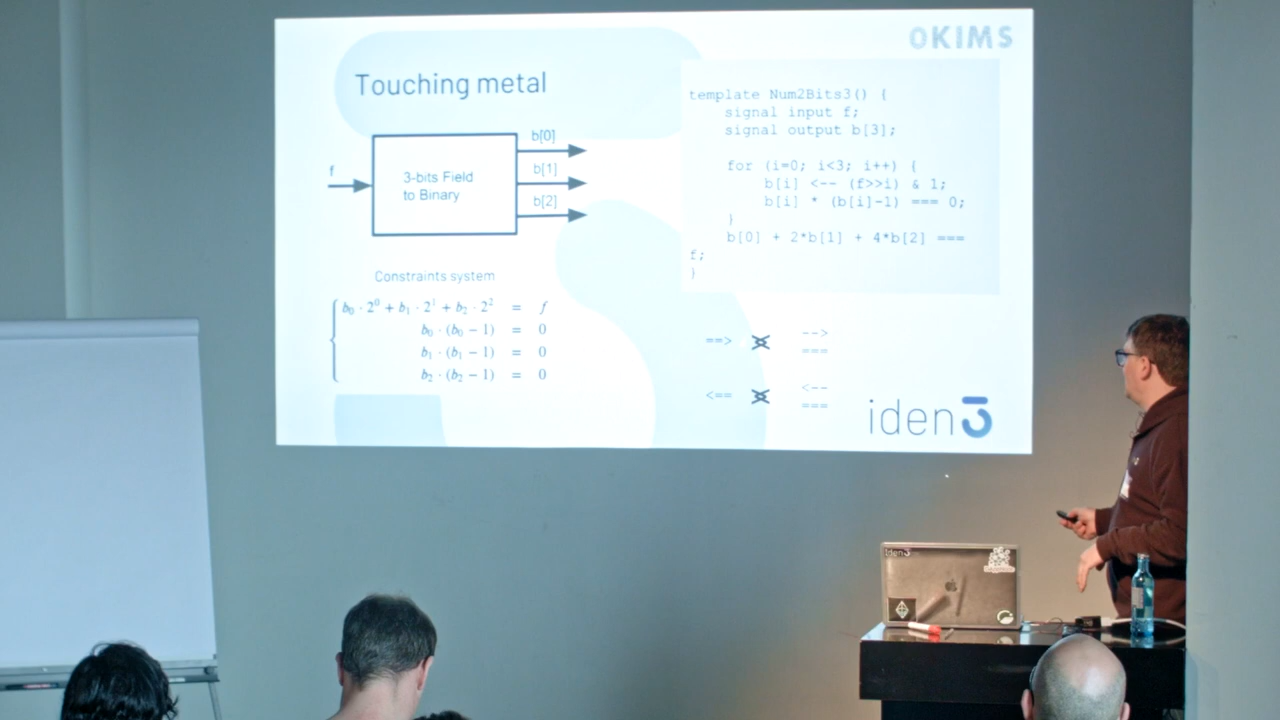 OKIMS
Touching metal
f
3-bits Field
to Binary
b[0]
b[1]
b[2]
Constraints system
b₀ · 2⁰ + b₁ · 2¹ + b₂ · 2² = f
b₀ · (b₀ − 1) = 0
b₁ · (b₁ − 1) = 0
b₂ · (b₂ − 1) = 0
template Num2Bits3() {
signal input f;
signal output b[3];
for (i=0; i<3; i++) {
b[i] <-- (f>>i) & 1;
b[i] * (b[i]-1) === 0;
}
b[0] + 2*b[1] + 4*b[2] ===
f;
}
==> -->
===
<== <--
===
iden3
iden3